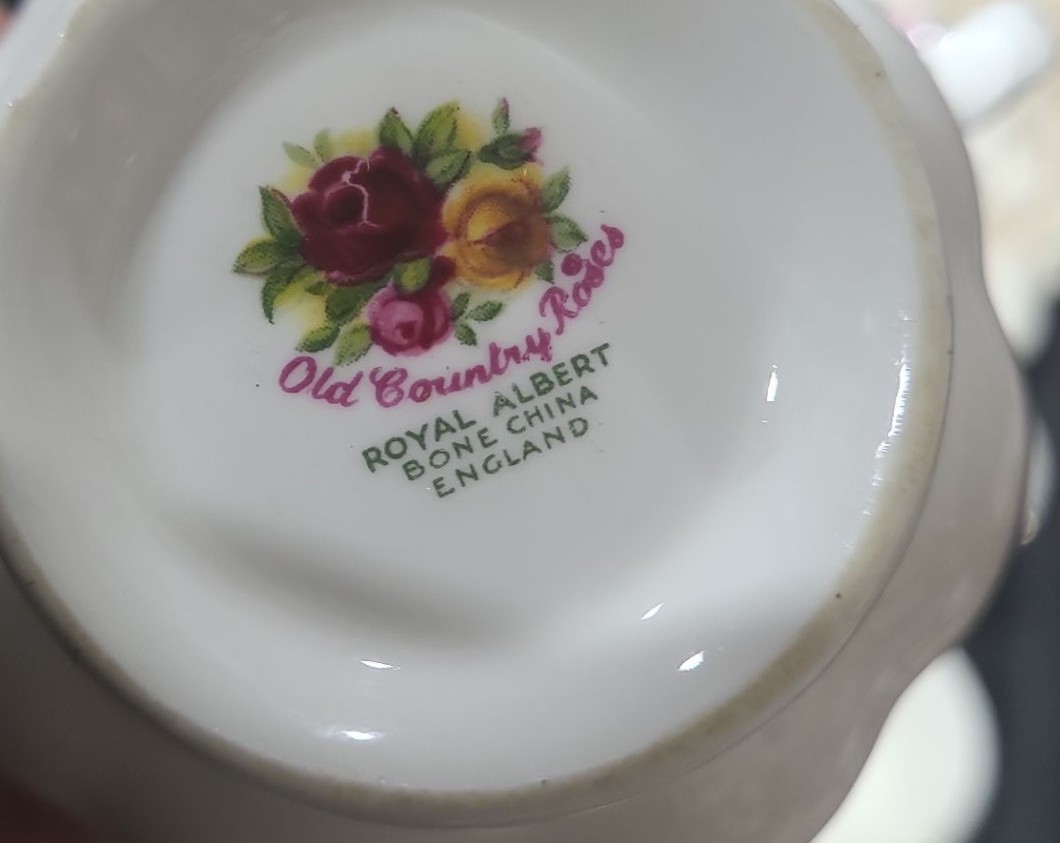 Old Country Roses
ROYAL ALBERT
BONE CHINA
ENGLAND